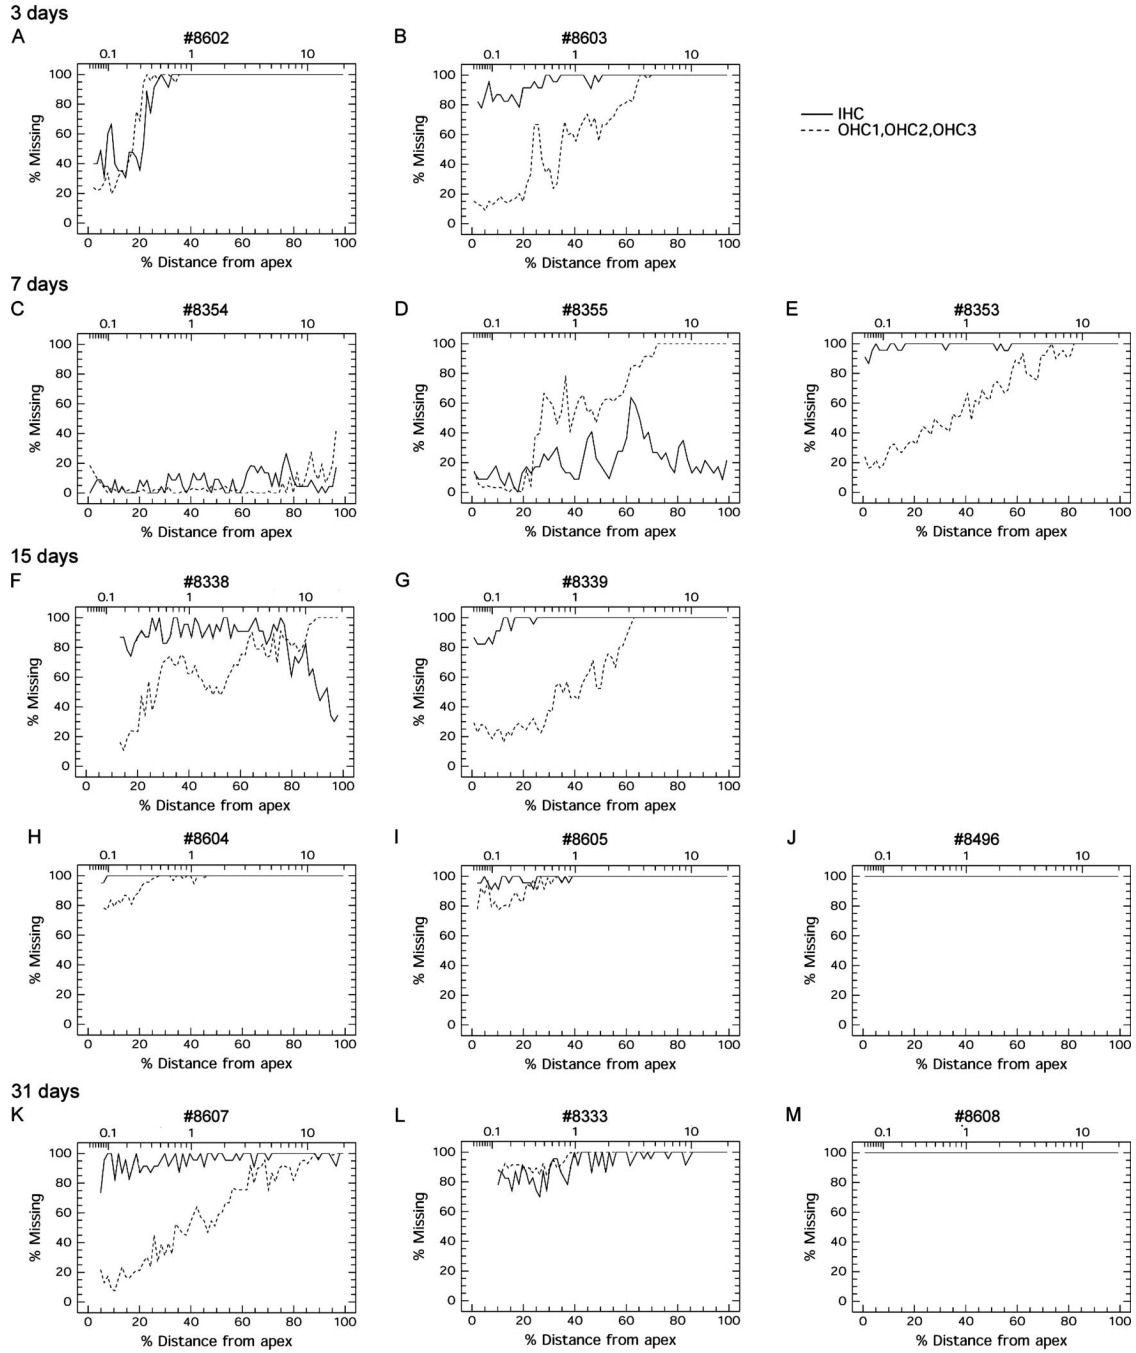 3 days
A
#8602
0.1 1 10
100
80
60
40
20
0
% Missing
0 20 40 60 80 100
% Distance from apex
B
#8603
0.1 1 10
100
80
60
40
20
0
% Missing
0 20 40 60 80 100
% Distance from apex
IHC
OHC1,OHC2,OHC3
7 days
C
#8354
0.1 1 10
100
80
60
40
20
0
% Missing
0 20 40 60 80 100
% Distance from apex
D
#8355
0.1 1 10
100
80
60
40
20
0
% Missing
0 20 40 60 80 100
% Distance from apex
E
#8353
0.1 1 10
100
80
60
40
20
0
% Missing
0 20 40 60 80 100
% Distance from apex
15 days
F
#8338
0.1 1 10
100
80
60
40
20
0
% Missing
0 20 40 60 80 100
% Distance from apex
G
#8339
0.1 1 10
100
80
60
40
20
0
% Missing
0 20 40 60 80 100
% Distance from apex
H
#8604
0.1 1 10
100
80
60
40
20
0
% Missing
0 20 40 60 80 100
% Distance from apex
I
#8605
0.1 1 10
100
80
60
40
20
0
% Missing
0 20 40 60 80 100
% Distance from apex
J
#8496
0.1 1 10
100
80
60
40
20
0
% Missing
0 20 40 60 80 100
% Distance from apex
31 days
K
#8607
0.1 1 10
100
80
60
40
20
0
% Missing
0 20 40 60 80 100
% Distance from apex
L
#8333
0.1 1 10
100
80
60
40
20
0
% Missing
0 20 40 60 80 100
% Distance from apex
M
#8608
0.1 1 10
100
80
60
40
20
0
% Missing
0 20 40 60 80 100
% Distance from apex